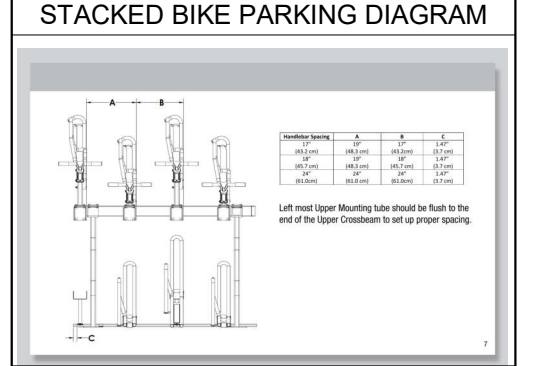 STACKED BIKE PARKING DIAGRAM
A B
Handlebar Spacing A B C
17" 19" 17" 1.47"
(43.2 cm) (48.3 cm) (43.2cm) (3.7 cm)
18" 19" 18" 1.47"
(45.7 cm) (48.3 cm) (45.7 cm) (3.7 cm)
24" 24" 24" 1.47"
(61.0cm) (61.0 cm) (61.0cm) (3.7 cm)
Left most Upper Mounting tube should be flush to the
end of the Upper Crossbeam to set up proper spacing.
C
7